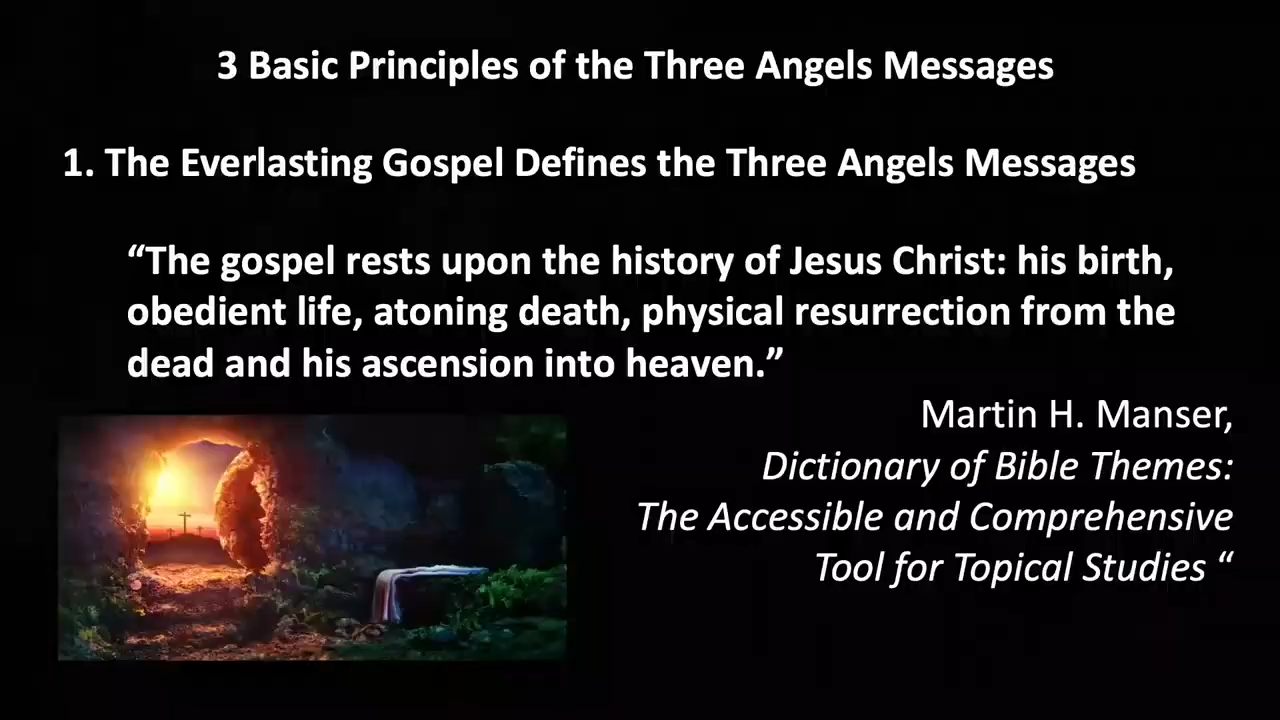 3 Basic Principles of the Three Angels Messages
1. The Everlasting Gospel Defines the Three Angels Messages
“The gospel rests upon the history of Jesus Christ: his birth,
obedient life, atoning death, physical resurrection from the
dead and his ascension into heaven.”
Martin H. Manser,
Dictionary of Bible Themes:
The Accessible and Comprehensive
Tool for Topical Studies “